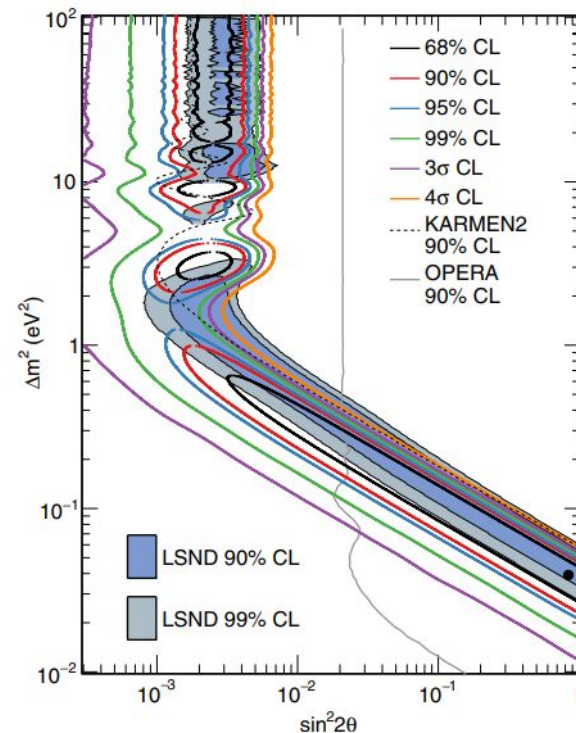 10²
10
1
10⁻¹
10⁻²
Δm² (eV²)
68% CL
90% CL
95% CL
99% CL
3σ CL
4σ CL
KARMEN2
90% CL
OPERA
90% CL
LSND 90% CL
LSND 99% CL
10⁻³
10⁻²
10⁻¹
sin²2θ